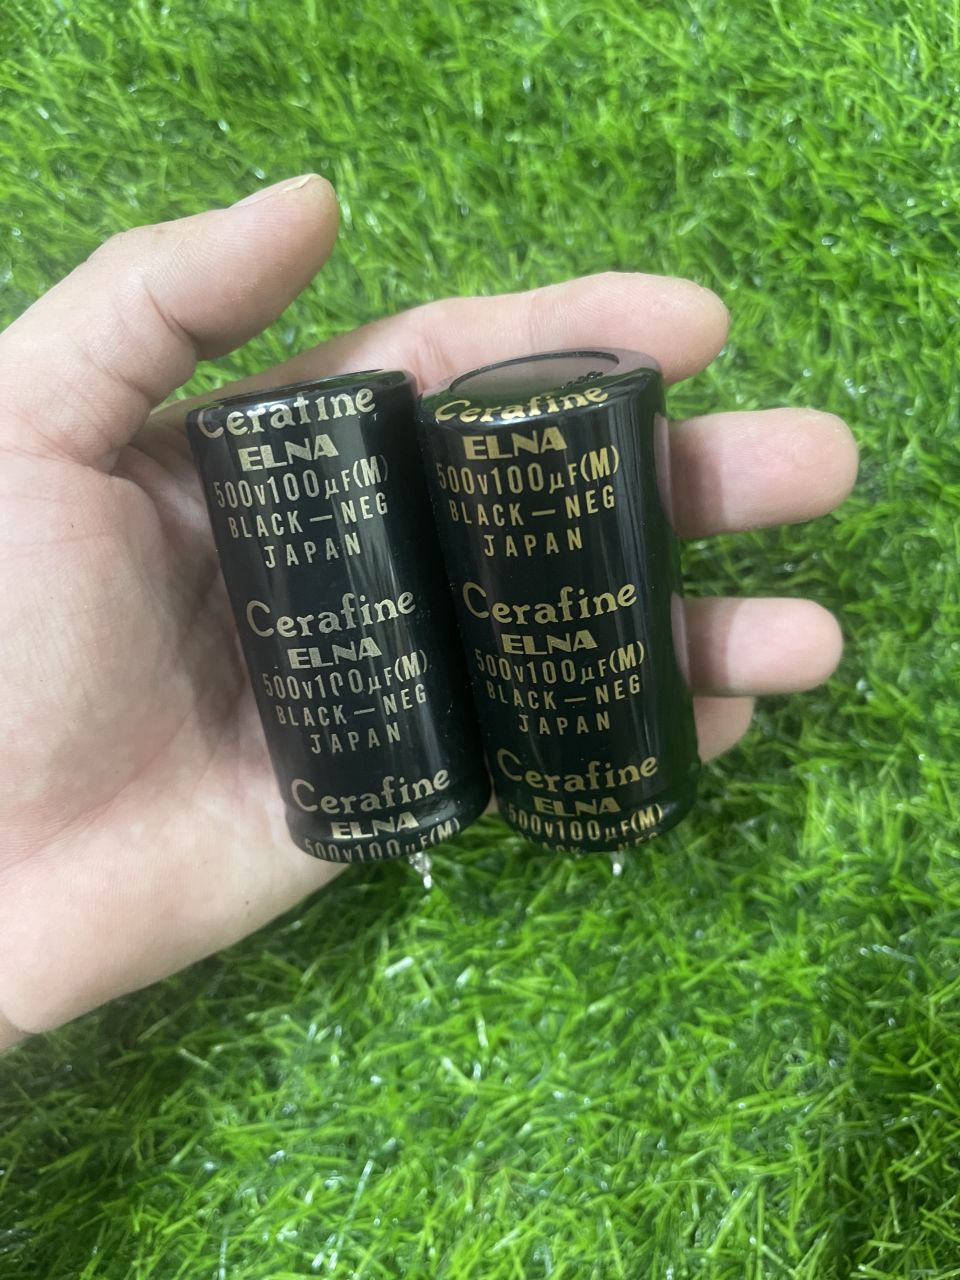 Cerafine
ELNA
500V100μF(M)
BLACK—NEG
JAPAN
Cerafine
ELNA
500V100μF(M)
BLACK—NEG
JAPAN
Cerafine
ELNA
500V100μF(M)
Cerafine
ELNA
500V100μF(M)
BLACK—NEG
JAPAN
Cerafine
ELNA
500V100μF(M)
BLACK—NEG
JAPAN
Cerafine
ELNA
500V100μF(M)